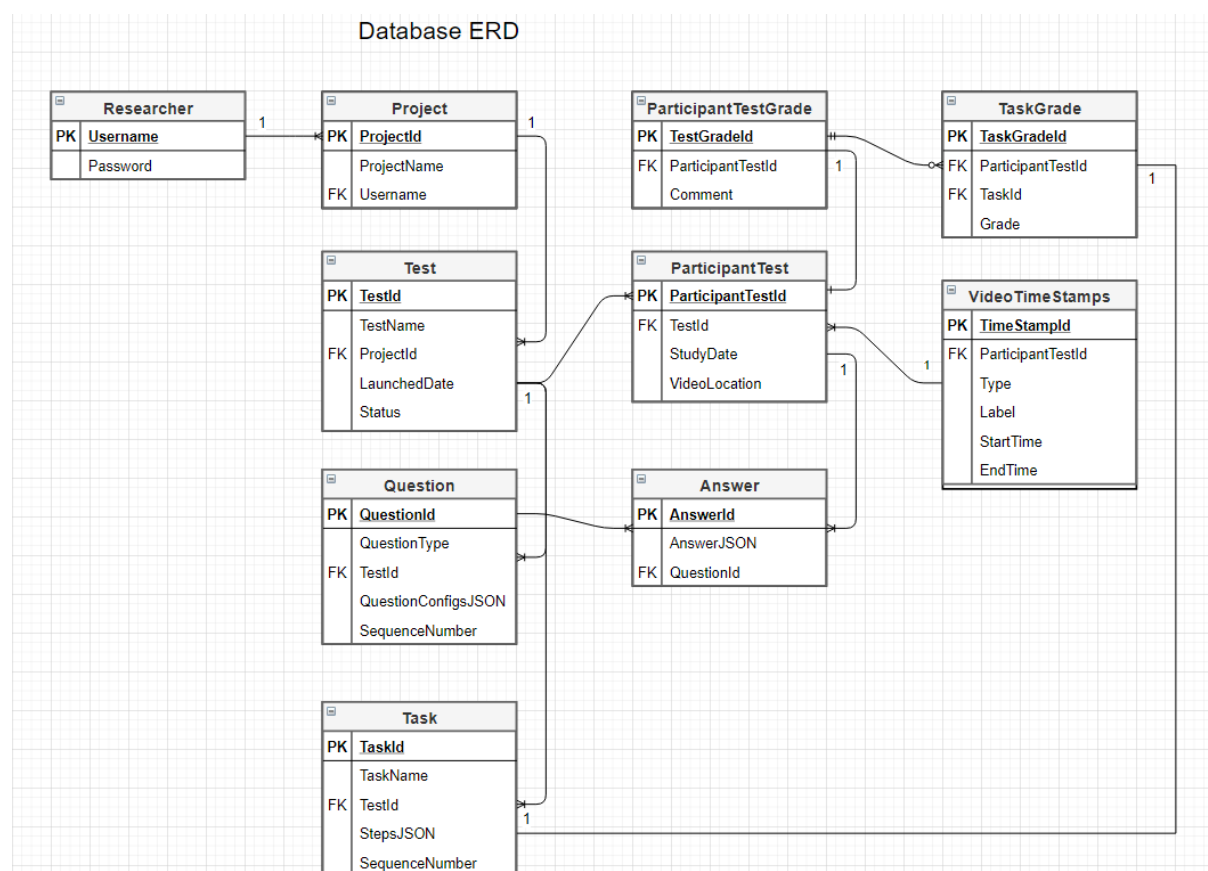 Database ERD
Researcher
PK Username
Password
1
Project
PK ProjectId
ProjectName
FK Username
1
ParticipantTestGrade
PK TestGradeId
FK ParticipantTestId
Comment
1
TaskGrade
PK TaskGradeId
FK ParticipantTestId
FK TaskId
Grade
1
Test
PK TestId
TestName
FK ProjectId
LaunchedDate
Status
1
ParticipantTest
PK ParticipantTestId
FK TestId
StudyDate
VideoLocation
1
VideoTimeStamps
PK TimeStampId
FK ParticipantTestId
Type
Label
StartTime
EndTime
1
Question
PK QuestionId
QuestionType
FK TestId
QuestionConfigsJSON
SequenceNumber
Answer
PK AnswerId
AnswerJSON
FK QuestionId
Task
PK TaskId
TaskName
FK TestId
StepsJSON
SequenceNumber
1